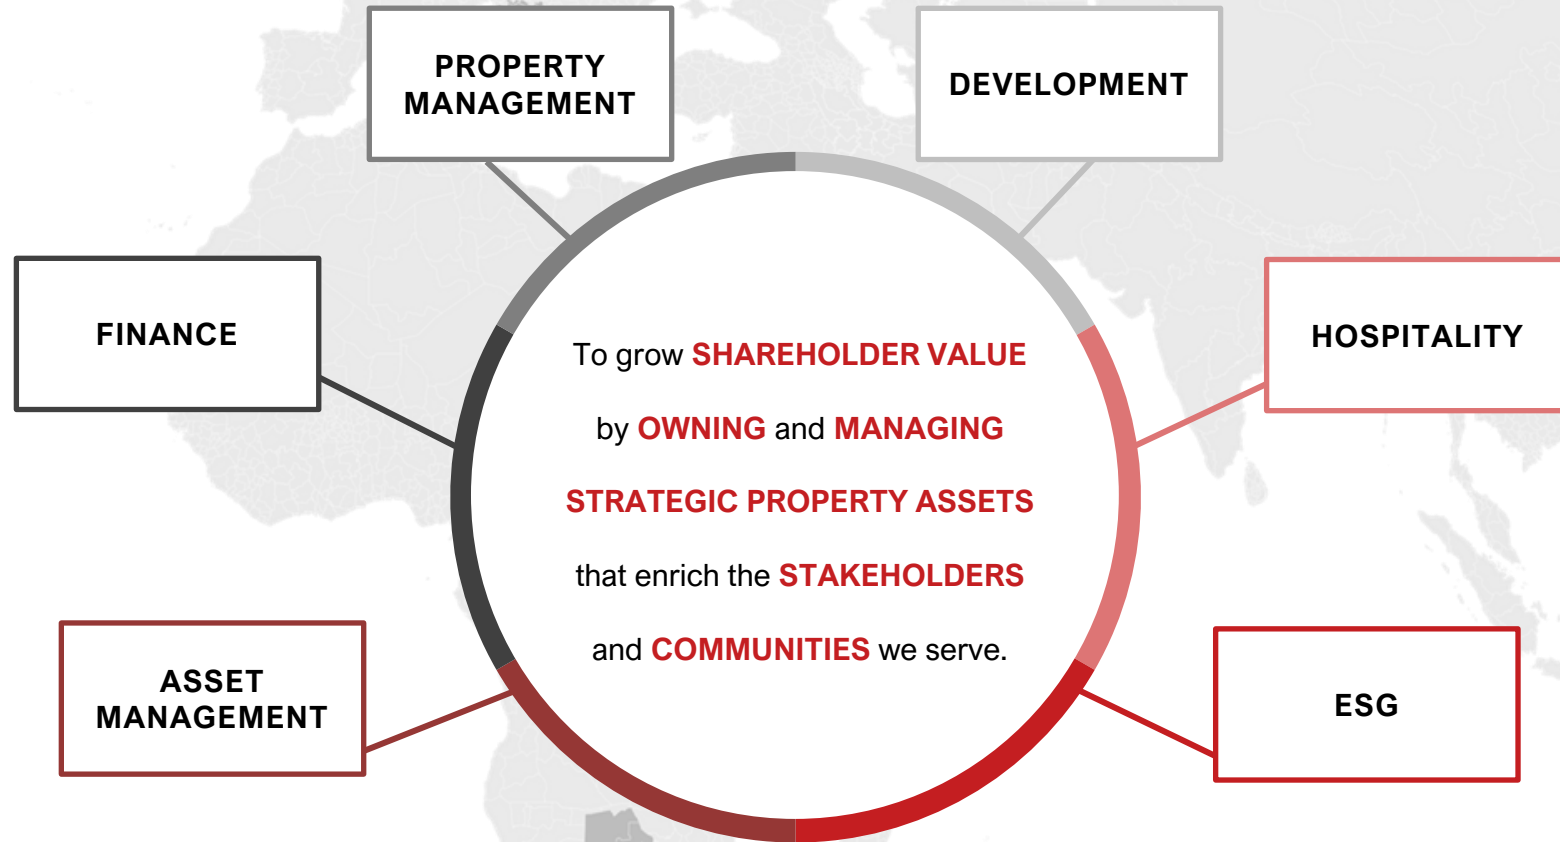 PROPERTY
MANAGEMENT
DEVELOPMENT
FINANCE
HOSPITALITY
To grow SHAREHOLDER VALUE
by OWNING and MANAGING
STRATEGIC PROPERTY ASSETS
that enrich the STAKEHOLDERS
and COMMUNITIES we serve.
ASSET
MANAGEMENT
ESG